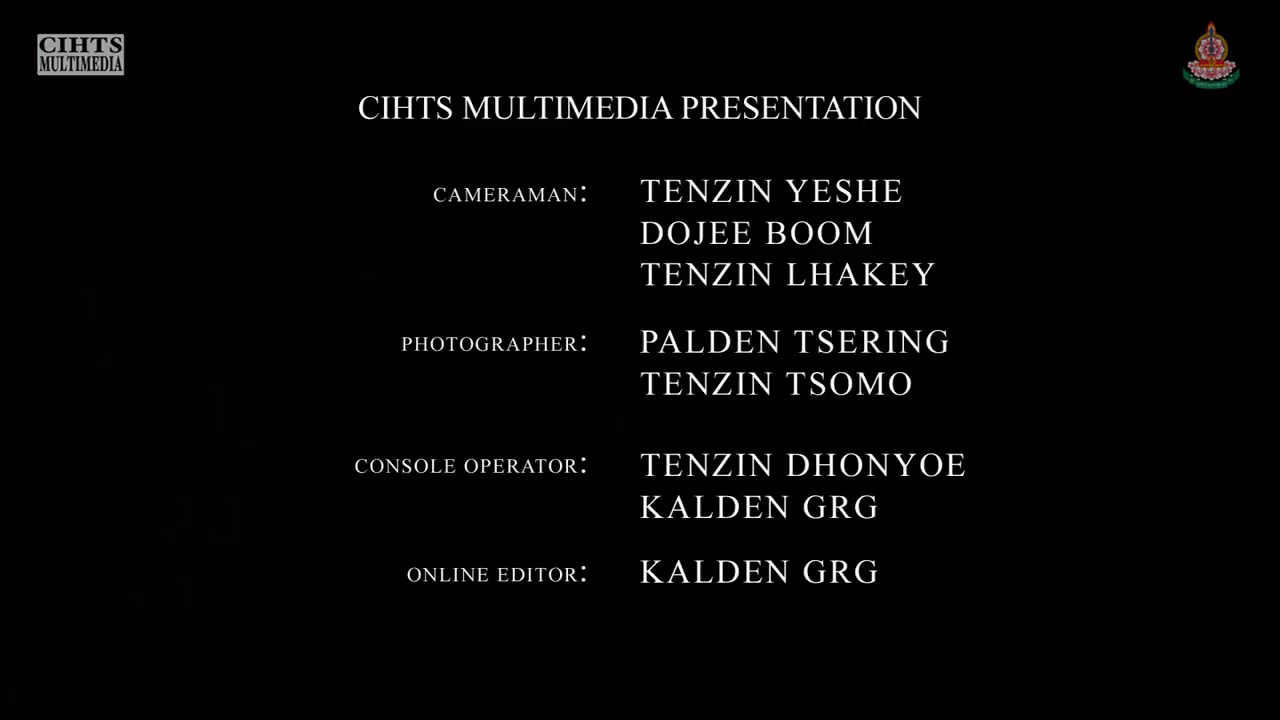 CIHTS
MULTIMEDIA
CIHTS MULTIMEDIA PRESENTATION
CAMERAMAN: TENZIN YESHE
DOJEE BOOM
TENZIN LHAKEY
PHOTOGRAPHER: PALDEN TSERING
TENZIN TSOMO
CONSOLE OPERATOR: TENZIN DHONYOE
KALDEN GRG
ONLINE EDITOR: KALDEN GRG